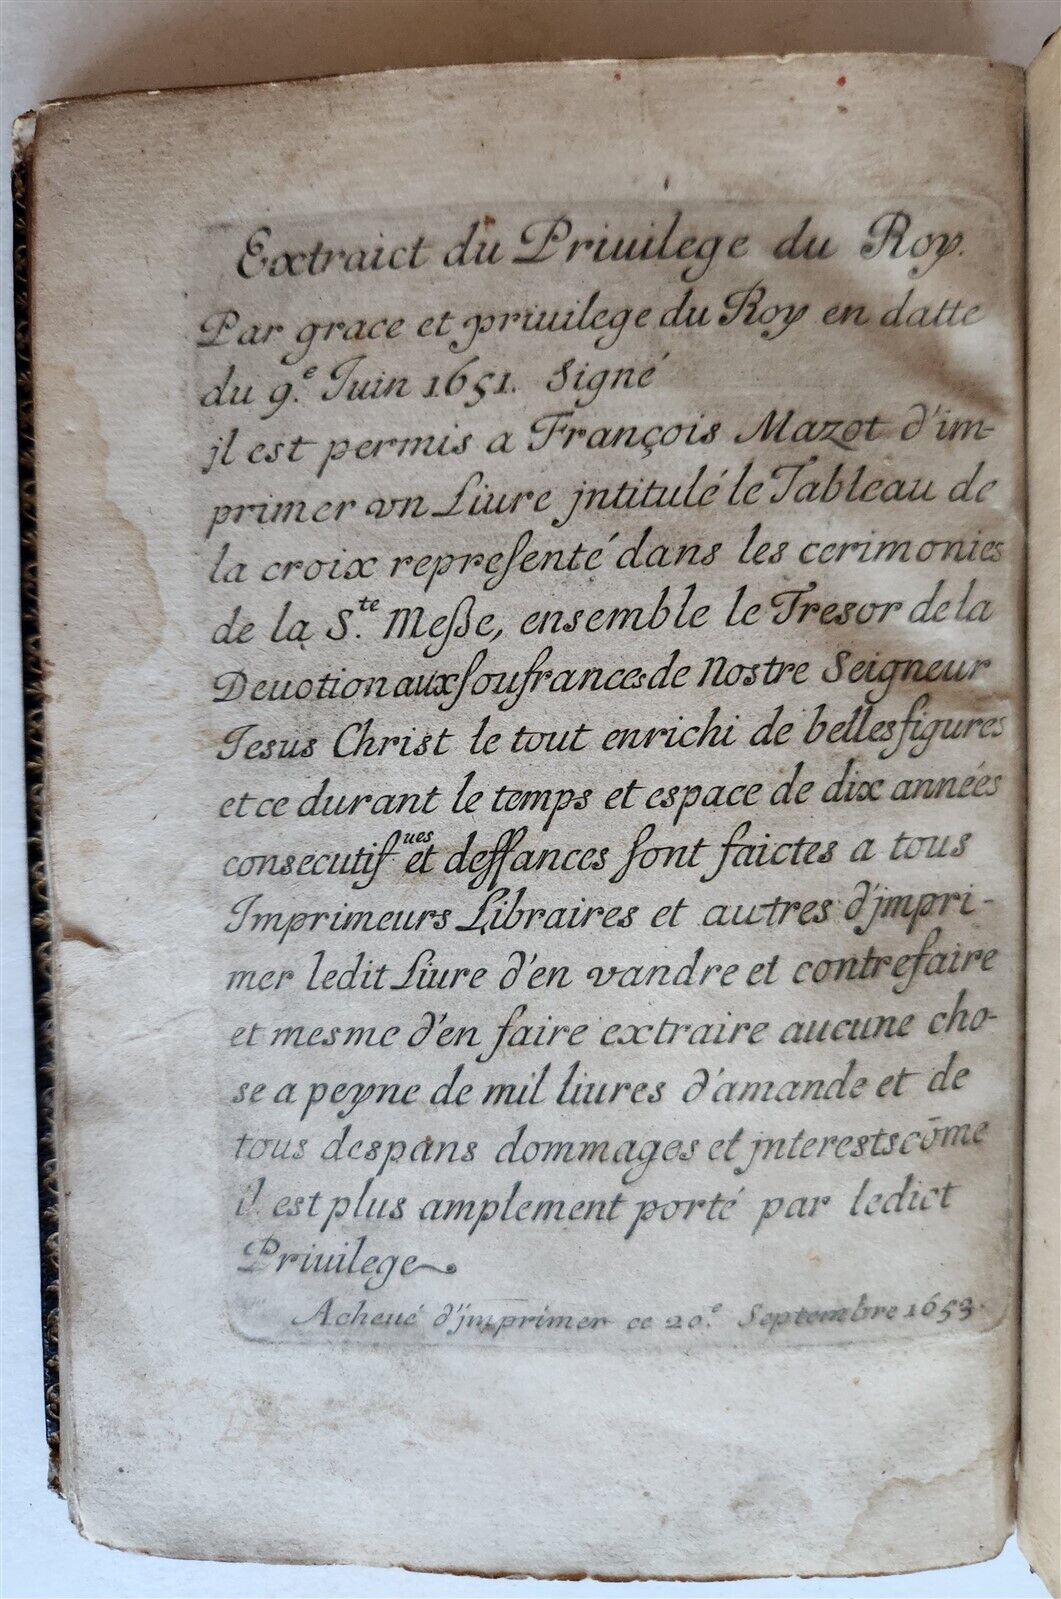 Extraict du Priuilege du Roy.
Par grace et priuilege du Roy en datte
du 9.e Juin 1651. Signé
jl est permis a François Mazot d'im-
primer vn Liure jntitulé le Tableau de
la croix repreſenté dans les cerimonies
de la S.te Meſſe, ensemble le Tresor de la
Deuotion aux ſoufrances de Nostre Seigneur
Jesus Christ le tout enrichi de belles figures
et ce durant le temps et espace de dix années
consecutiſues et deffances ſont faictes a tous
Imprimeurs Libraires et autres d'jmpri-
mer ledit Liure d'en vandre et contrefaire
et mesme d'en faire extraire aucune cho-
se a peyne de mil liures d'amande et de
tous despans dommages et jnterests cōme
il est plus amplement porté par ledict
Priuilege
Acheué d'jmprimer ce 20.e Septembre 1653.